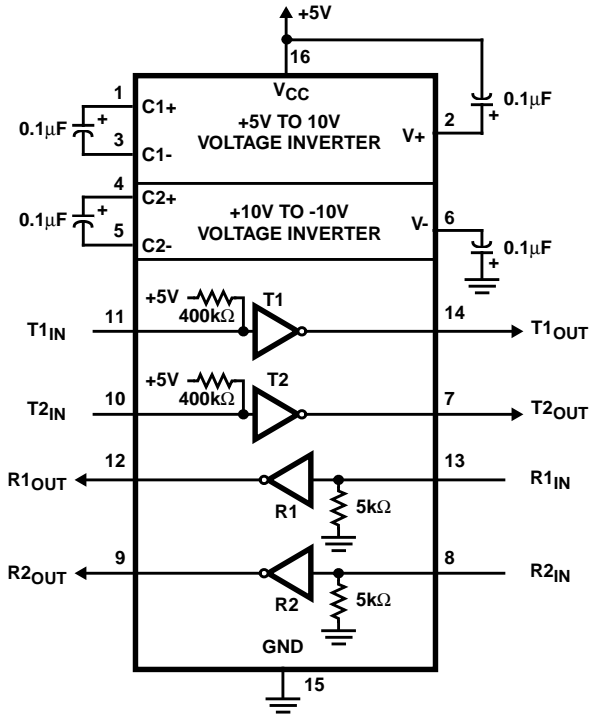 +5V
16
1
C1+
VCC
+5V TO 10V
VOLTAGE INVERTER
2
V+
0.1µF
+
0.1µF
+
3
C1-
4
C2+
+10V TO -10V
VOLTAGE INVERTER
V-
6
0.1µF
+
5
C2-
0.1µF
+
+5V
400kΩ
T1
T1IN
11
14
T1OUT
+5V
400kΩ
T2
T2IN
10
7
T2OUT
R1OUT
12
R1
5kΩ
13
R1IN
R2OUT
9
R2
5kΩ
8
R2IN
GND
15